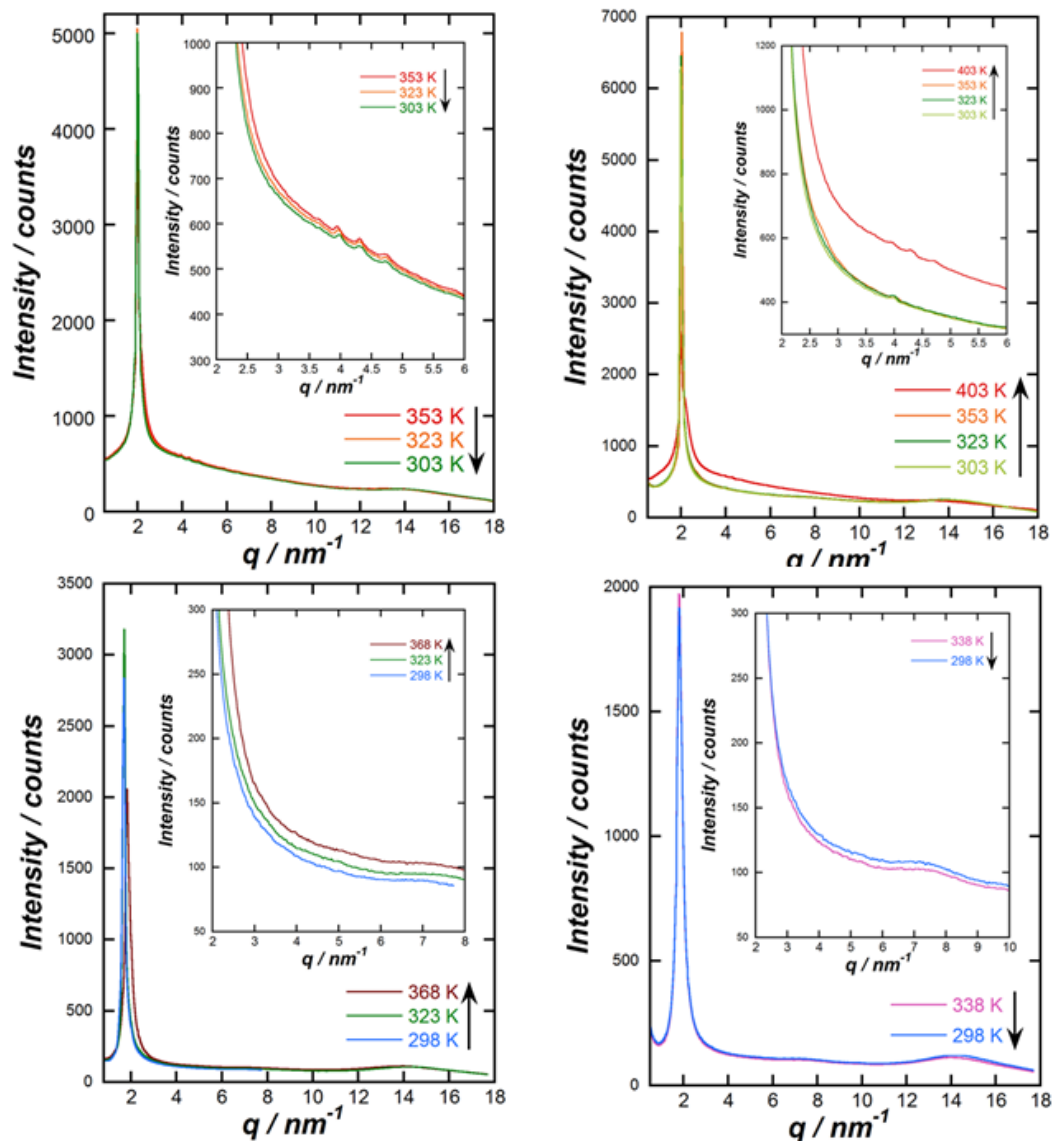 5000
4000
3000
2000
1000
0
Intensity / counts
1000
900
800
700
600
500
400
300
Intensity / counts
353 K
323 K
303 K
2 2.5 3 3.5 4 4.5 5 5.5 6
q / nm⁻¹
353 K
323 K
303 K
2 4 6 8 10 12 14 16 18
q / nm⁻¹
7000
6000
5000
4000
3000
2000
1000
0
Intensity / counts
1200
1000
800
600
400
Intensity / counts
403 K
353 K
323 K
303 K
2 2.5 3 3.5 4 4.5 5 5.5 6
q / nm⁻¹
403 K
353 K
323 K
303 K
2 4 6 8 10 12 14 16 18
q / nm⁻¹
3500
3000
2500
2000
1500
1000
500
0
Intensity / counts
300
250
200
150
100
50
Intensity / counts
368 K
323 K
298 K
2 3 4 5 6 7 8
q / nm⁻¹
368 K
323 K
298 K
2 4 6 8 10 12 14 16 18
q / nm⁻¹
2000
1500
1000
500
0
Intensity / counts
300
250
200
150
100
50
Intensity / counts
338 K
298 K
2 3 4 5 6 7 8 9 10
q / nm⁻¹
338 K
298 K
2 4 6 8 10 12 14 16 18
q / nm⁻¹